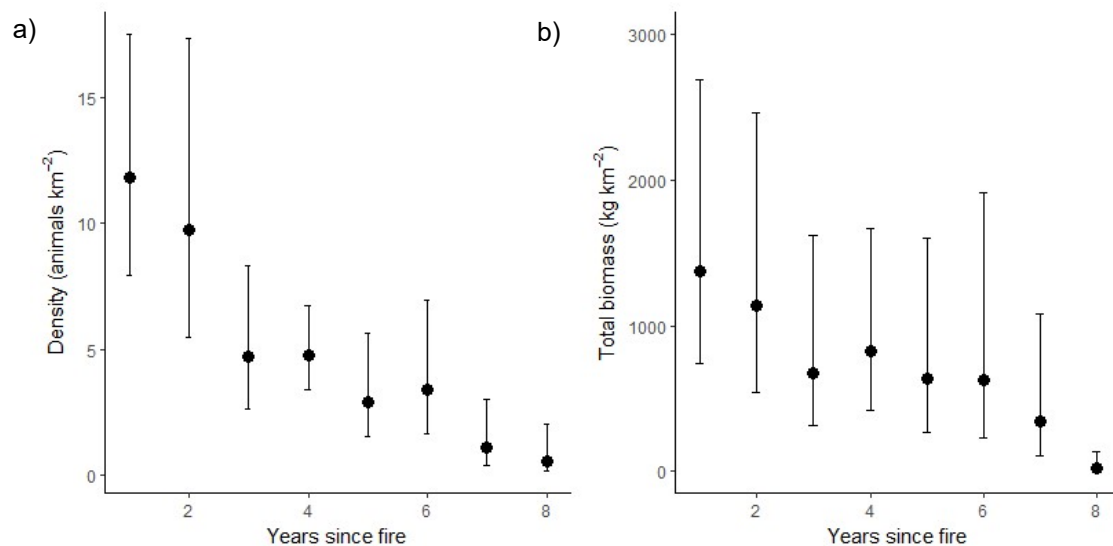 a)
Density (animals km⁻²)
15
10
5
0
2
4
6
8
Years since fire
b)
Total biomass (kg km⁻²)
3000
2000
1000
0
2
4
6
8
Years since fire